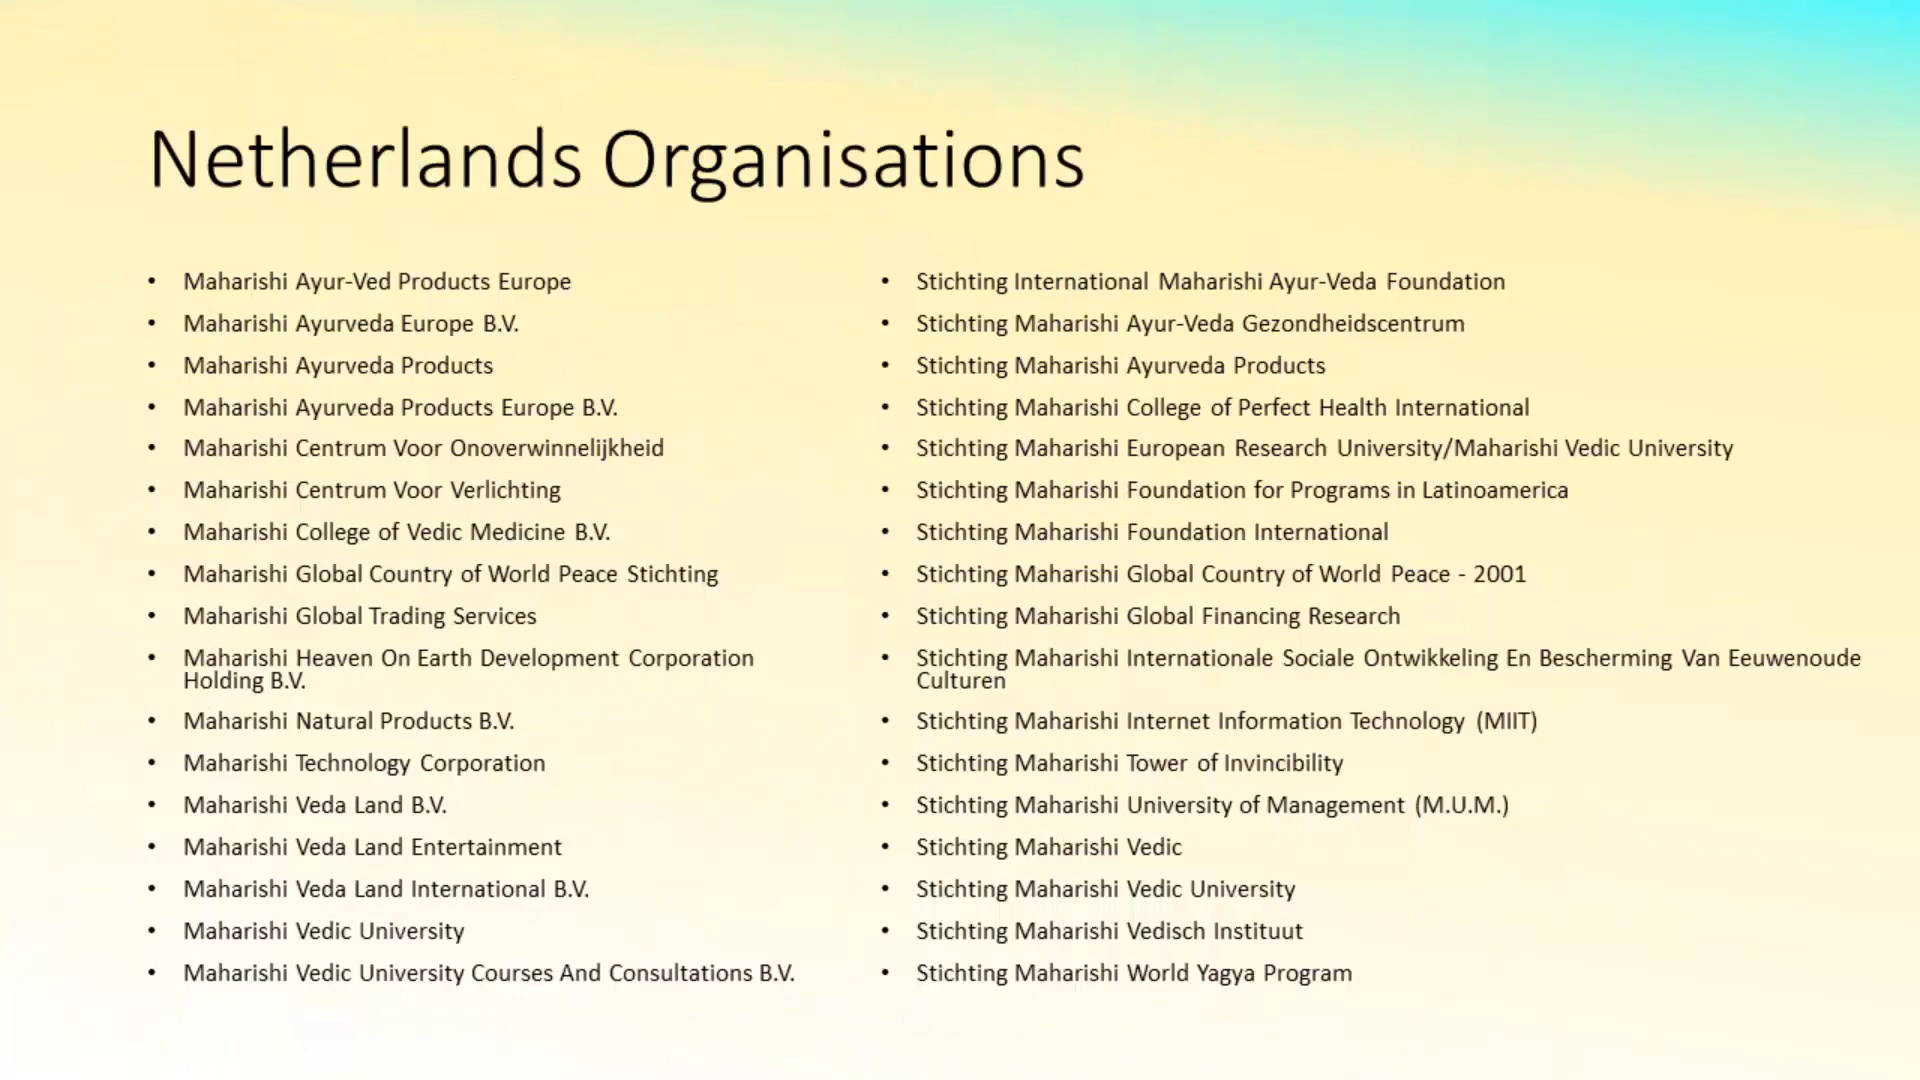 Netherlands Organisations
• Maharishi Ayur-Ved Products Europe
• Maharishi Ayurveda Europe B.V.
• Maharishi Ayurveda Products
• Maharishi Ayurveda Products Europe B.V.
• Maharishi Centrum Voor Onoverwinnelijkheid
• Maharishi Centrum Voor Verlichting
• Maharishi College of Vedic Medicine B.V.
• Maharishi Global Country of World Peace Stichting
• Maharishi Global Trading Services
• Maharishi Heaven On Earth Development Corporation
Holding B.V.
• Maharishi Natural Products B.V.
• Maharishi Technology Corporation
• Maharishi Veda Land B.V.
• Maharishi Veda Land Entertainment
• Maharishi Veda Land International B.V.
• Maharishi Vedic University
• Maharishi Vedic University Courses And Consultations B.V.
• Stichting International Maharishi Ayur-Veda Foundation
• Stichting Maharishi Ayur-Veda Gezondheidscentrum
• Stichting Maharishi Ayurveda Products
• Stichting Maharishi College of Perfect Health International
• Stichting Maharishi European Research University/Maharishi Vedic University
• Stichting Maharishi Foundation for Programs in Latinoamerica
• Stichting Maharishi Foundation International
• Stichting Maharishi Global Country of World Peace - 2001
• Stichting Maharishi Global Financing Research
• Stichting Maharishi Internationale Sociale Ontwikkeling En Bescherming Van Eeuwenoude
Culturen
• Stichting Maharishi Internet Information Technology (MIIT)
• Stichting Maharishi Tower of Invincibility
• Stichting Maharishi University of Management (M.U.M.)
• Stichting Maharishi Vedic
• Stichting Maharishi Vedic University
• Stichting Maharishi Vedisch Instituut
• Stichting Maharishi World Yagya Program